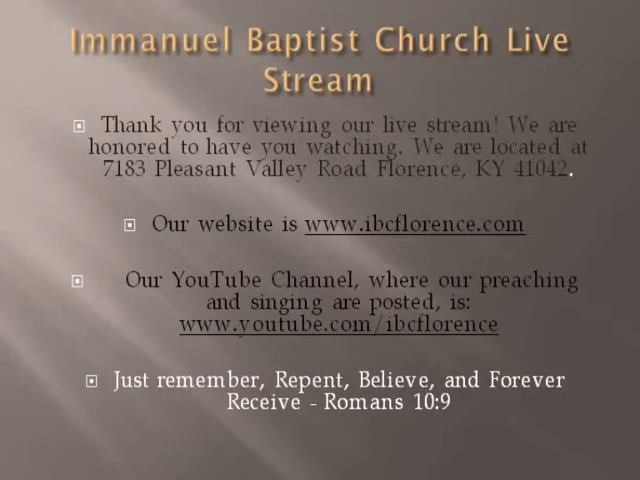 Immanuel Baptist Church Live
Stream
Thank you for viewing our live stream! We are
honored to have you watching. We are located at
7183 Pleasant Valley Road Florence, KY 41042.
Our website is www.ibcflorence.com
Our YouTube Channel, where our preaching
and singing are posted, is:
www.youtube.com/ibcflorence
Just remember, Repent, Believe, and Forever
Receive - Romans 10:9